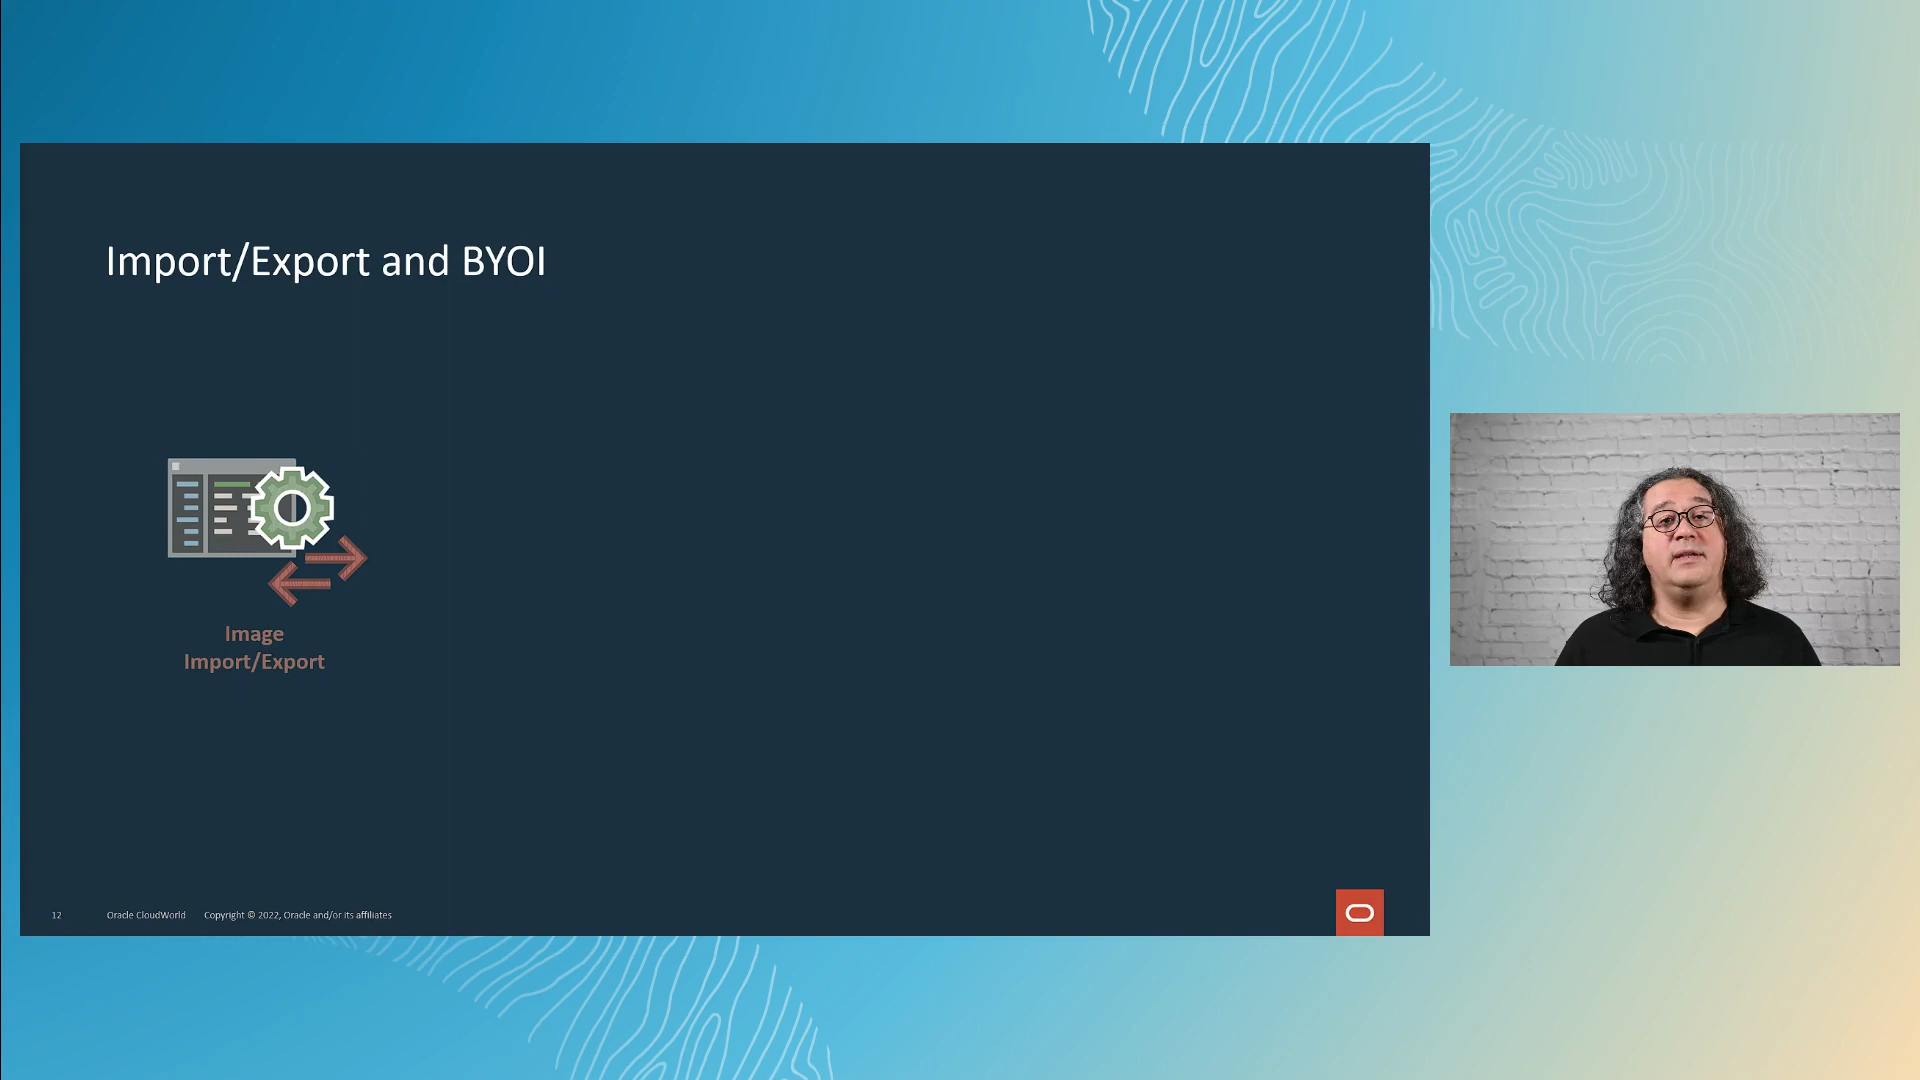 Import/Export and BYOI
Image
Import/Export
12 Oracle CloudWorld Copyright © 2022, Oracle and/or its affiliates